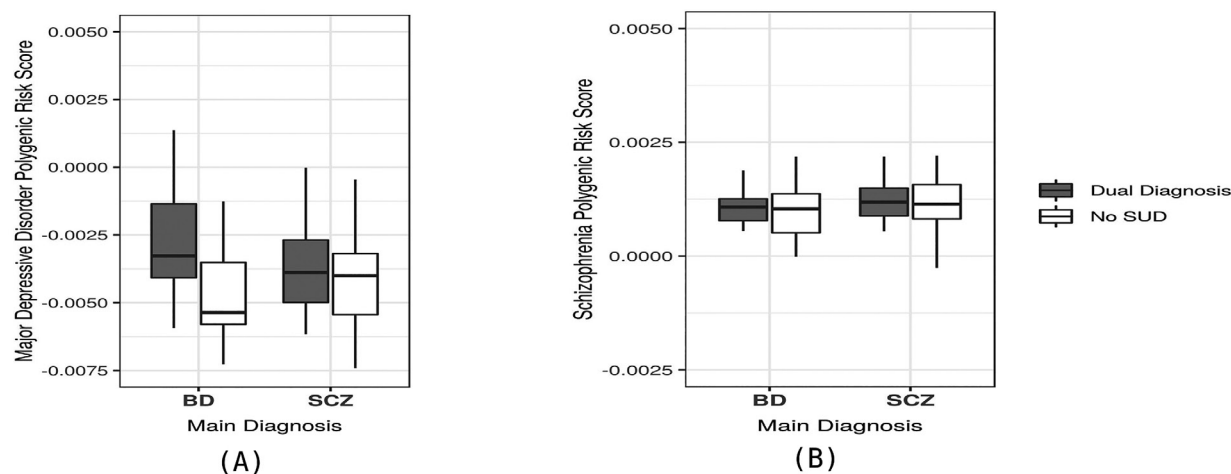 Major Depressive Disorder Polygenic Risk Score
0.0050
0.0025
0.0000
-0.0025
-0.0050
-0.0075
BD
SCZ
Main Diagnosis
(A)
Schizophrenia Polygenic Risk Score
0.0050
0.0025
0.0000
-0.0025
BD
SCZ
Main Diagnosis
(B)
Dual Diagnosis
No SUD